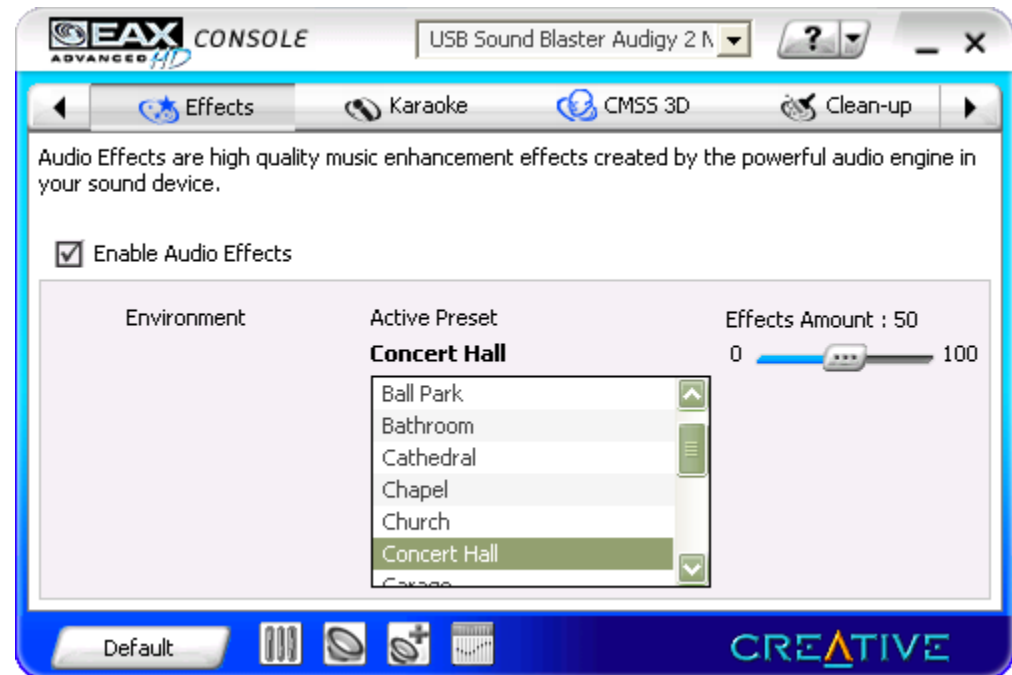 EAX CONSOLE
ADVANCED HD
USB Sound Blaster Audigy 2 N
?
Effects
Karaoke
CMSS 3D
Clean-up
Audio Effects are high quality music enhancement effects created by the powerful audio engine in
your sound device.
Enable Audio Effects
Environment
Active Preset
Effects Amount : 50
Concert Hall
0
100
Ball Park
Bathroom
Cathedral
Chapel
Church
Concert Hall
Default
CREATIVE